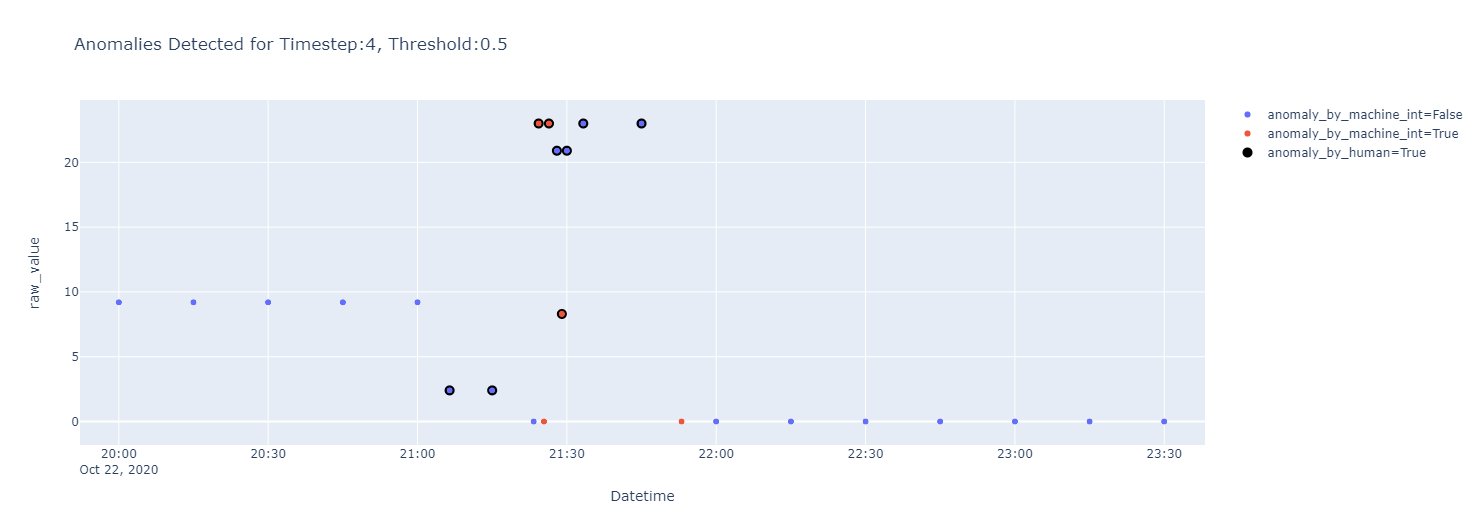 Anomalies Detected for Timestep:4, Threshold:0.5
anomaly_by_machine_int=False
anomaly_by_machine_int=True
anomaly_by_human=True
raw_value
20
15
10
5
0
20:00 20:30 21:00 21:30 22:00 22:30 23:00 23:30
Oct 22, 2020
Datetime